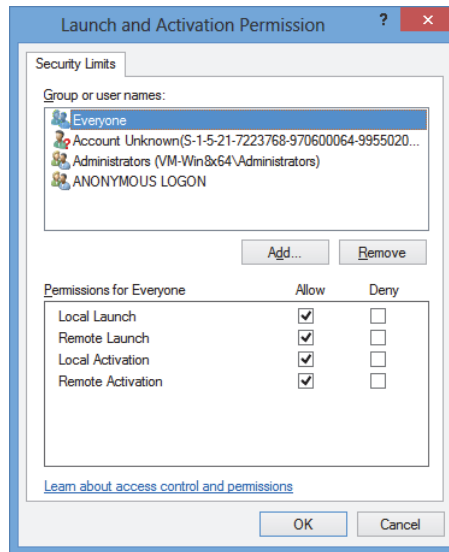 Launch and Activation Permission ? ×
Security Limits
Group or user names:
Everyone
Account Unknown(S-1-5-21-7223768-970600064-9955020...
Administrators (VM-Win8x64\Administrators)
ANONYMOUS LOGON
Add... Remove
Permissions for Everyone Allow Deny
Local Launch
Remote Launch
Local Activation
Remote Activation
Learn about access control and permissions
OK Cancel